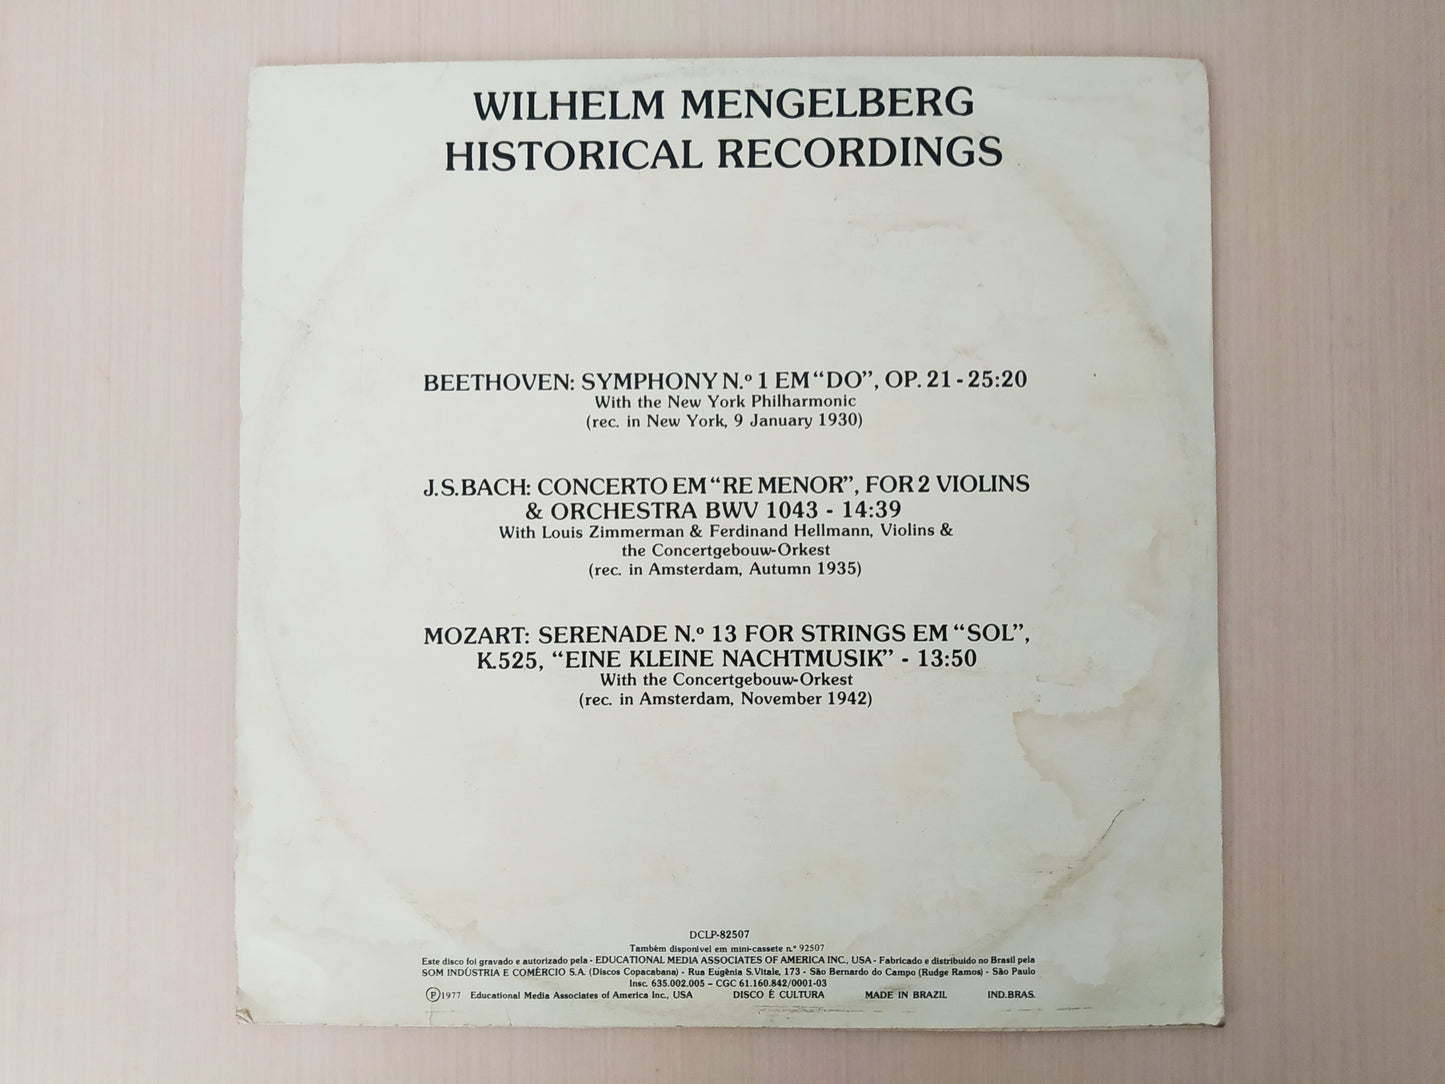 WILHELM MENGELBERG
HISTORICAL RECORDINGS
BEETHOVEN: SYMPHONY N.º 1 EM "DO", OP. 21 - 25:20
With the New York Philharmonic
(rec. in New York, 9 January 1930)
J.S.BACH: CONCERTO EM "RE MENOR", FOR 2 VIOLINS
& ORCHESTRA BWV 1043 - 14:39
With Louis Zimmerman & Ferdinand Hellmann, Violins &
the Concertgebouw-Orkest
(rec. in Amsterdam, Autumn 1935)
MOZART: SERENADE N.º 13 FOR STRINGS EM "SOL",
K.525, "EINE KLEINE NACHTMUSIK" - 13:50
With the Concertgebouw-Orkest
(rec. in Amsterdam, November 1942)
DCLP-82507
Também disponível em mini-cassete n.º 92507
Este disco foi gravado e autorizado pela - EDUCATIONAL MEDIA ASSOCIATES OF AMERICA INC., USA - Fabricado e distribuido no Brasil pela
SOM INDÚSTRIA E COMÉRCIO S.A. (Discos Copacabana) - Rua Eugênia S.Vitale, 173 - São Bernardo do Campo (Rudge Ramos) - São Paulo
Insc. 635.002.005 - CGC 61.160.842/0001-03
℗1977 Educational Media Associates of America Inc., USA DISCO É CULTURA MADE IN BRAZIL IND.BRAS.